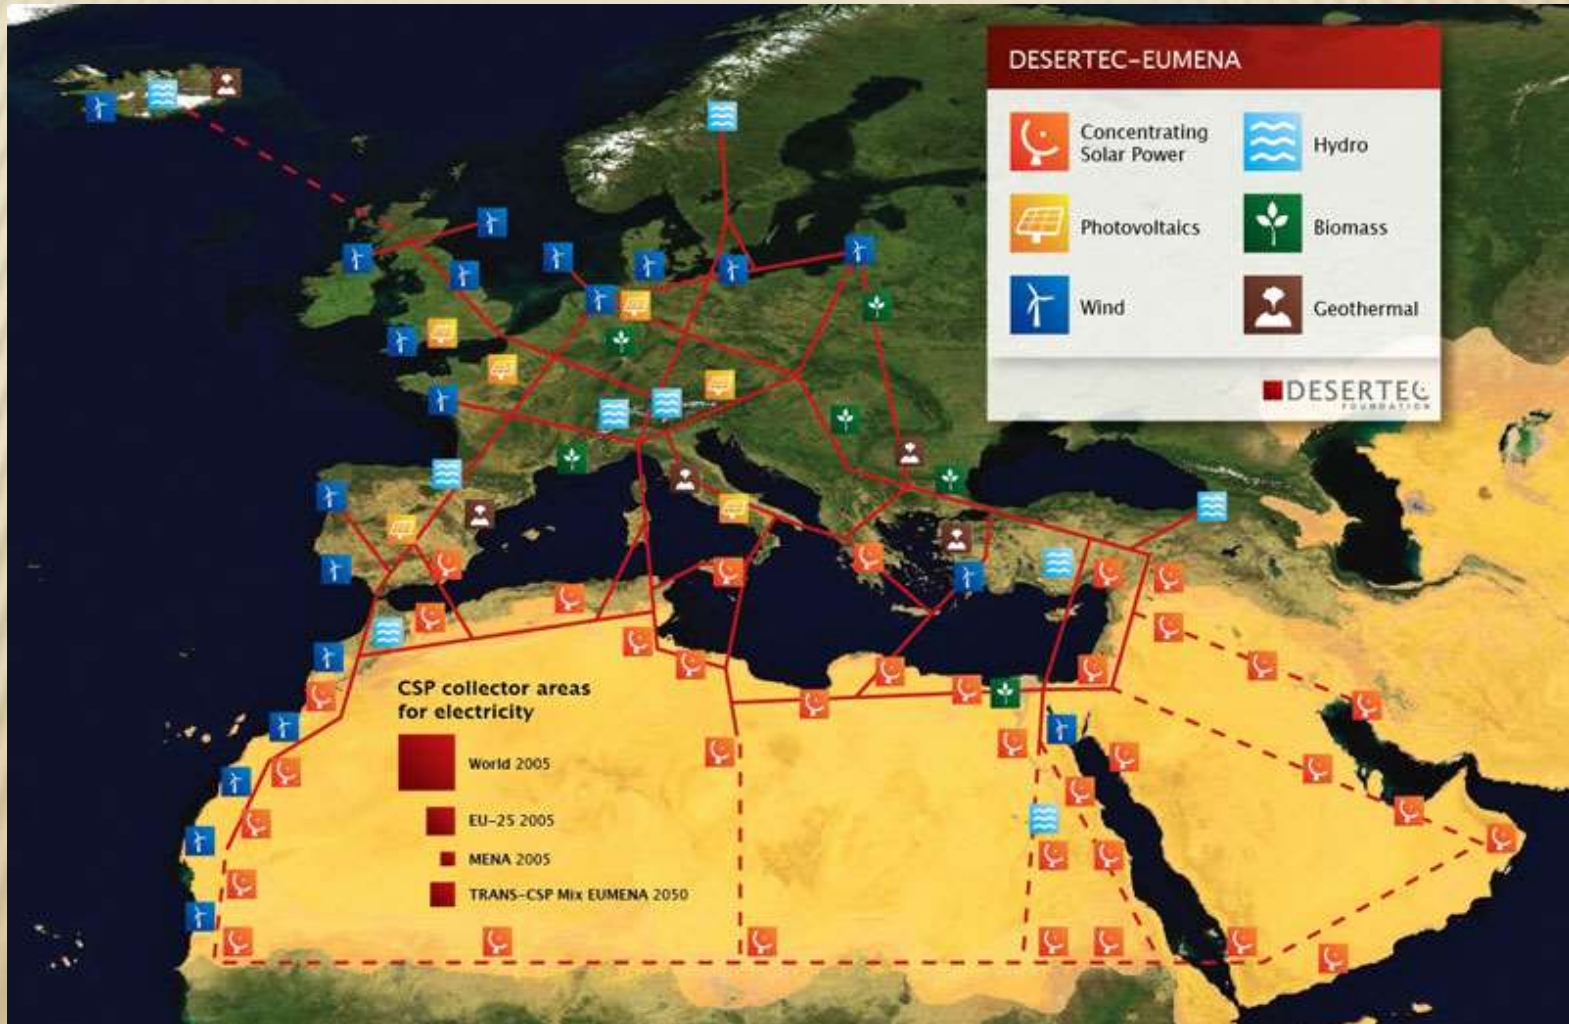 DESERTEC-EUMENA
Concentrating
Solar Power
Hydro
Photovoltaics
Biomass
Wind
Geothermal
DESERTEC
FOUNDATION
CSP collector areas
for electricity
World 2005
EU-25 2005
MENA 2005
TRANS-CSP Mix EUMENA 2050